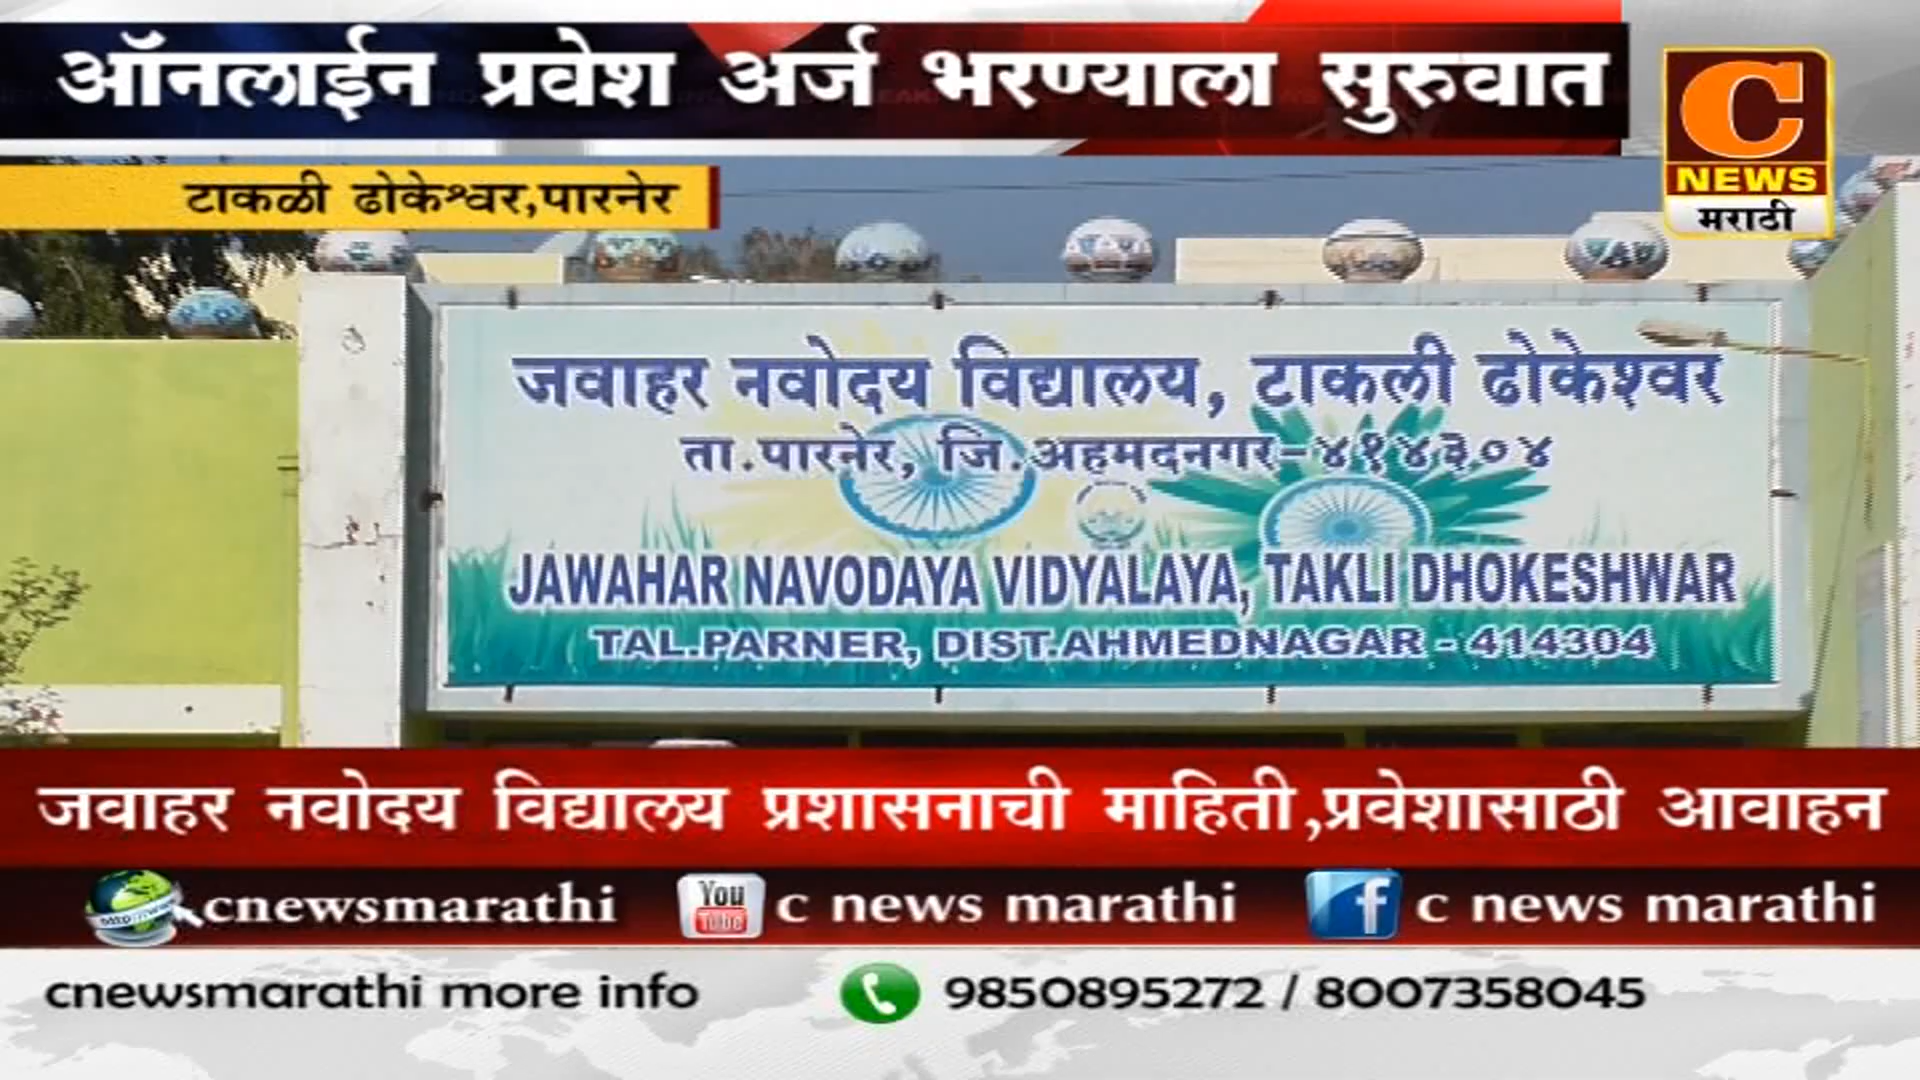 ऑनलाईन प्रवेश अर्ज भरण्याला सुरुवात
C
NEWS
मराठी
टाकळी ढोकेश्वर,पारनेर
जवाहर नवोदय विद्यालय, टाकली ढोकेश्वर
ता.पारनेर, जि.अहमदनगर-४१४३०४
JAWAHAR NAVODAYA VIDYALAYA, TAKLI DHOKESHWAR
TAL.PARNER, DIST.AHMEDNAGAR - 414304
जवाहर नवोदय विद्यालय प्रशासनाची माहिती,प्रवेशासाठी आवाहन
cnewsmarathi
You Tube
c news marathi
f
c news marathi
cnewsmarathi more info
9850895272 / 8007358045